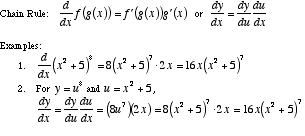 Chain Rule: d/dx f(g(x)) = f'(g(x))g'(x) or dy/dx = dy/du du/dx
Examples:
1. d/dx (x² + 5)⁸ = 8(x² + 5)⁷ · 2x = 16x(x² + 5)⁷
2. For y = u⁸ and u = x² + 5,
dy/dx = dy/du du/dx = (8u⁷)(2x) = 8(x² + 5)⁷ · 2x = 16x(x² + 5)⁷